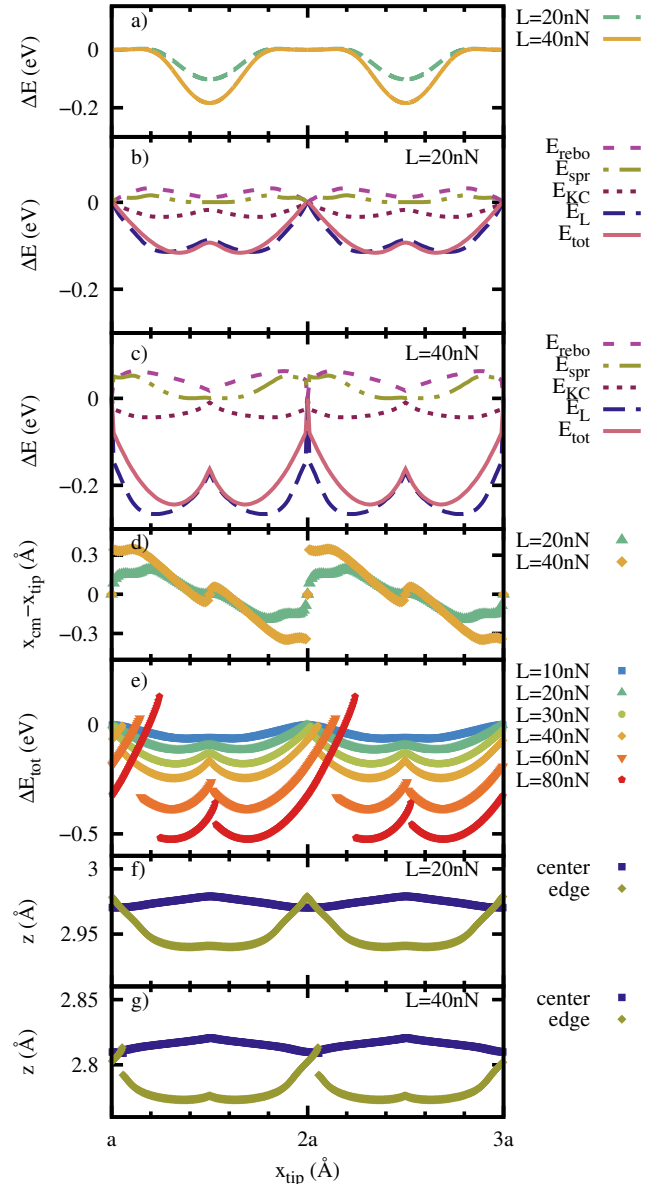 a)
L=20nN
L=40nN
0
−0.2
ΔE (eV)
b)
L=20nN
E_rebo
E_spr
E_KC
E_L
E_tot
0
−0.2
ΔE (eV)
c)
L=40nN
E_rebo
E_spr
E_KC
E_L
E_tot
0
−0.2
ΔE (eV)
d)
L=20nN
L=40nN
0.3
0
−0.3
x_cm−x_tip (Å)
e)
L=10nN
L=20nN
L=30nN
L=40nN
L=60nN
L=80nN
0
−0.5
ΔE_tot (eV)
f)
L=20nN
center
edge
3
2.95
z (Å)
g)
L=40nN
center
edge
2.85
2.8
z (Å)
a
2a
3a
x_tip (Å)